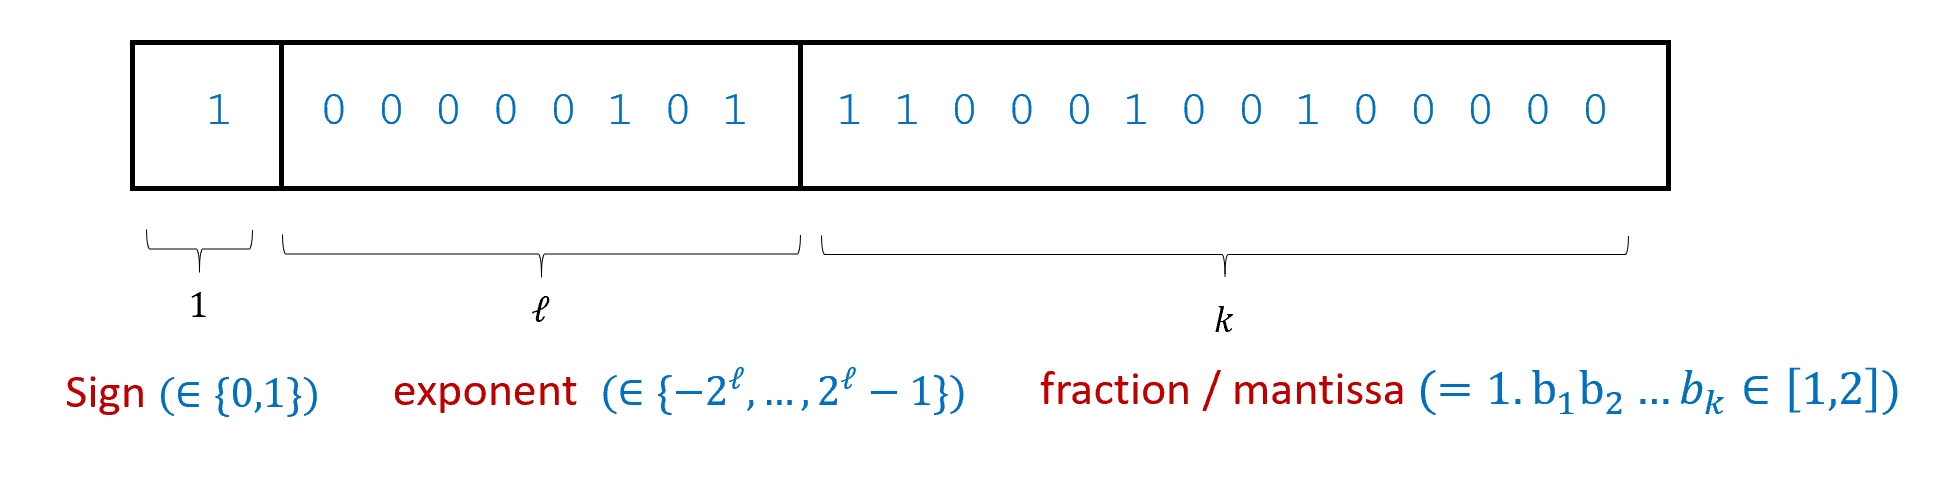 1 0 0 0 0 0 1 0 1 1 1 0 0 0 1 0 0 1 0 0 0 0 0
1 ℓ k
Sign (∈ {0,1}) exponent (∈ {−2^ℓ, … , 2^ℓ − 1}) fraction / mantissa (= 1. b₁b₂ … bₖ ∈ [1,2])